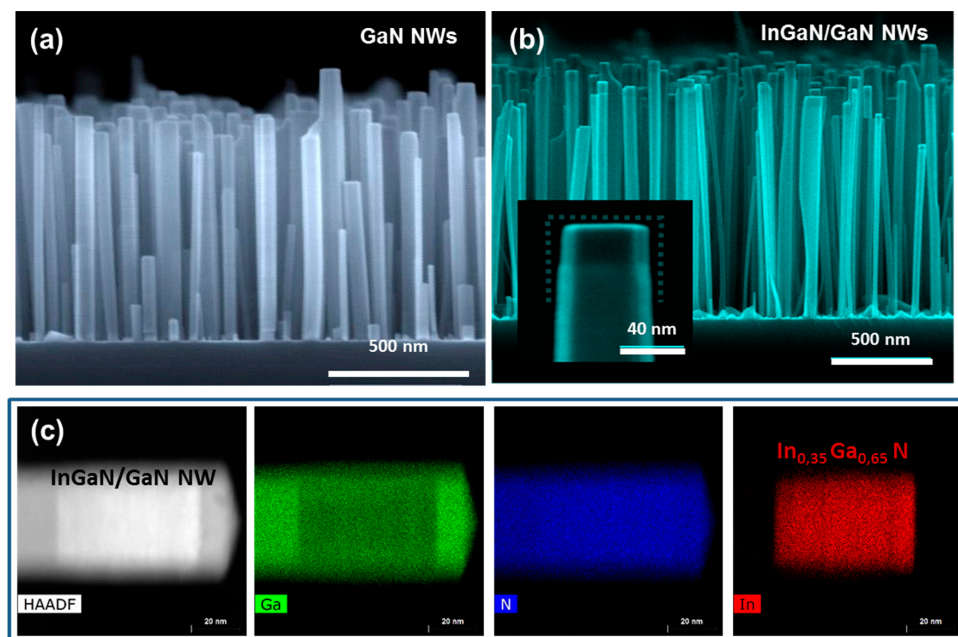 (a)
GaN NWs
500 nm
(b)
InGaN/GaN NWs
40 nm
500 nm
(c)
InGaN/GaN NW
HAADF
20 nm
Ga
20 nm
N
20 nm
In0,35 Ga0,65 N
In
20 nm